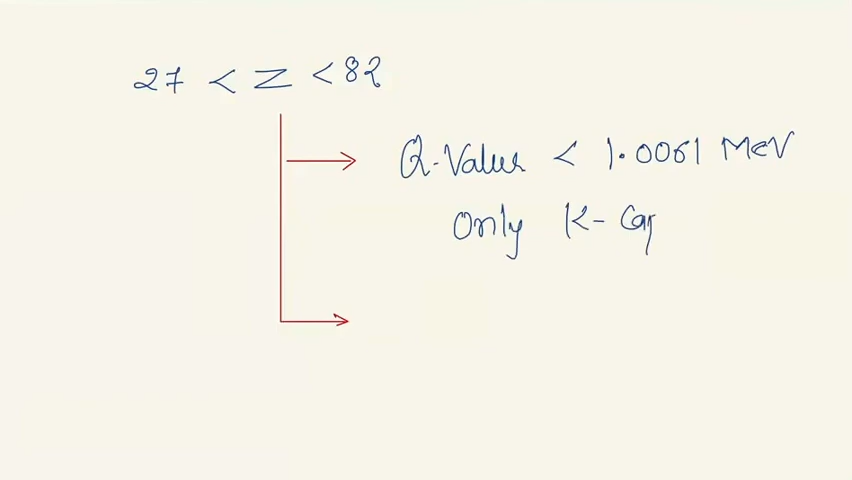 27 < Z < 82
Q-Value < 1.0061 MeV
Only K- Cap